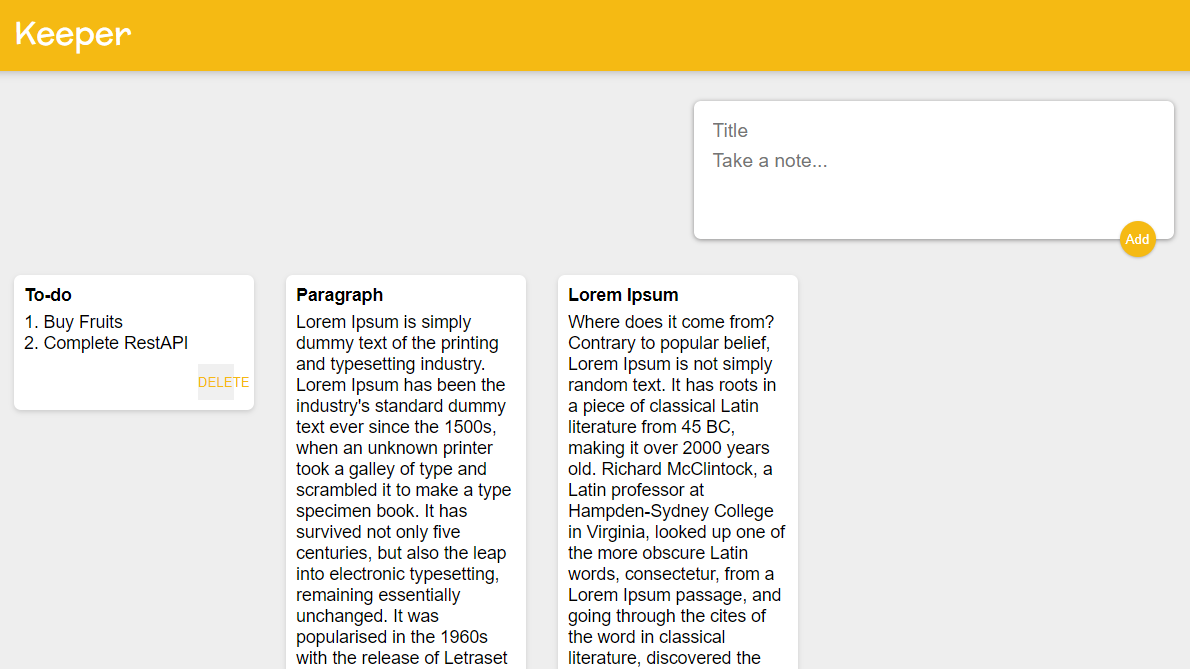 Keeper
Title
Take a note...
Add
To-do
1. Buy Fruits
2. Complete RestAPI
DELETE
Paragraph
Lorem Ipsum is simply
dummy text of the printing
and typesetting industry.
Lorem Ipsum has been the
industry's standard dummy
text ever since the 1500s,
when an unknown printer
took a galley of type and
scrambled it to make a type
specimen book. It has
survived not only five
centuries, but also the leap
into electronic typesetting,
remaining essentially
unchanged. It was
popularised in the 1960s
with the release of Letraset
Lorem Ipsum
Where does it come from?
Contrary to popular belief,
Lorem Ipsum is not simply
random text. It has roots in
a piece of classical Latin
literature from 45 BC,
making it over 2000 years
old. Richard McClintock, a
Latin professor at
Hampden-Sydney College
in Virginia, looked up one of
the more obscure Latin
words, consectetur, from a
Lorem Ipsum passage, and
going through the cites of
the word in classical
literature, discovered the